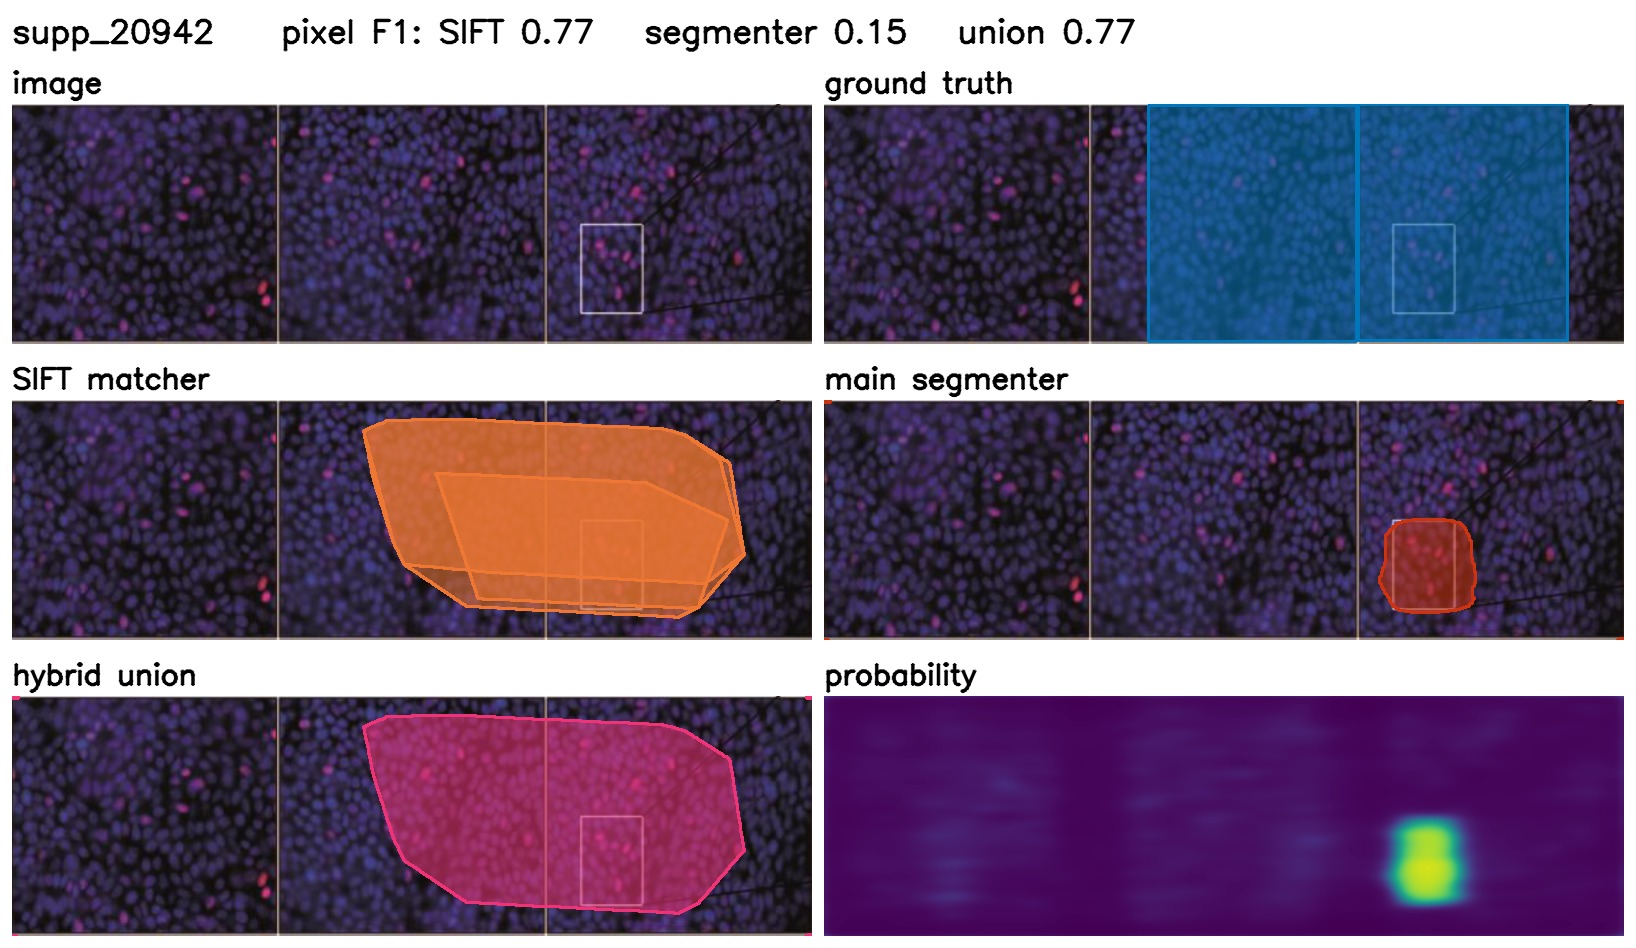 supp_20942 pixel F1: SIFT 0.77 segmenter 0.15 union 0.77
image
ground truth
SIFT matcher
main segmenter
hybrid union
probability